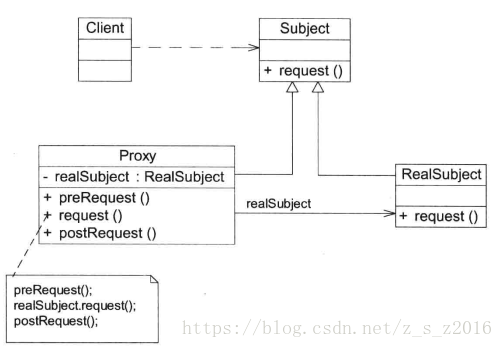 Client
Subject
+ request ()
Proxy
- realSubject : RealSubject
+ preRequest ()
+ request ()
+ postRequest ()
realSubject
RealSubject
+ request ()
preRequest();
realSubject.request();
postRequest();
https://blog.csdn.net/z_s_z2016